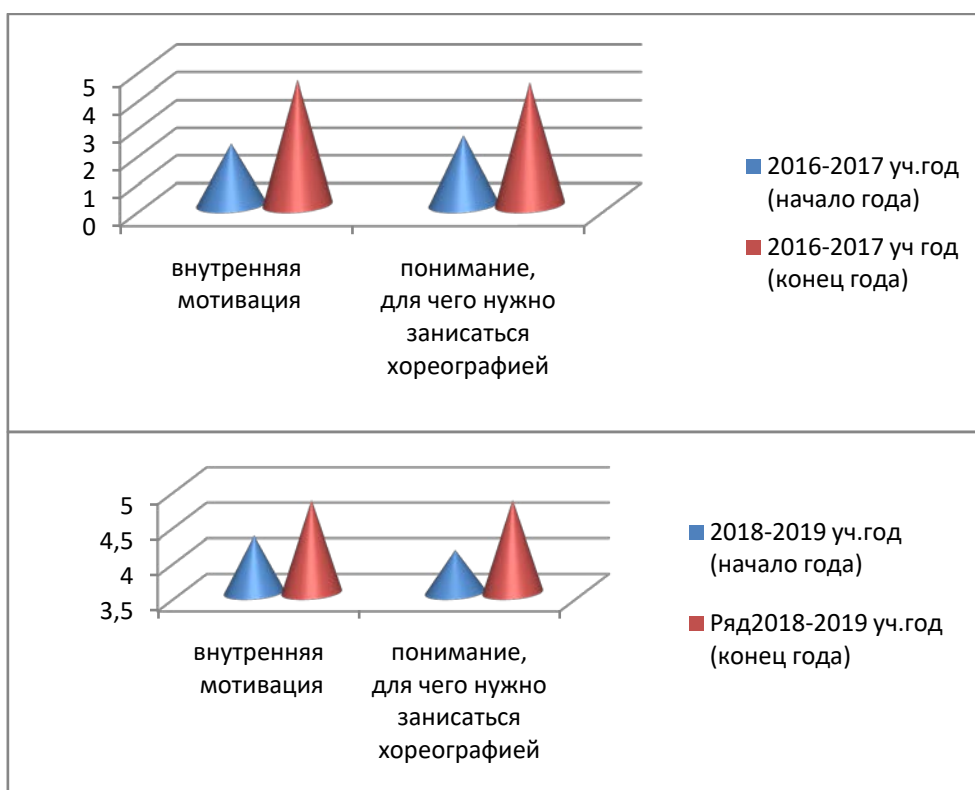 5
4
3
2
1
0
внутренняя
мотивация
понимание,
для чего нужно
занисаться
хореографией
2016-2017 уч.год
(начало года)
2016-2017 уч год
(конец года)
5
4,5
4
3,5
внутренняя
мотивация
понимание,
для чего нужно
занисаться
хореографией
2018-2019 уч.год
(начало года)
Ряд2018-2019 уч.год
(конец года)